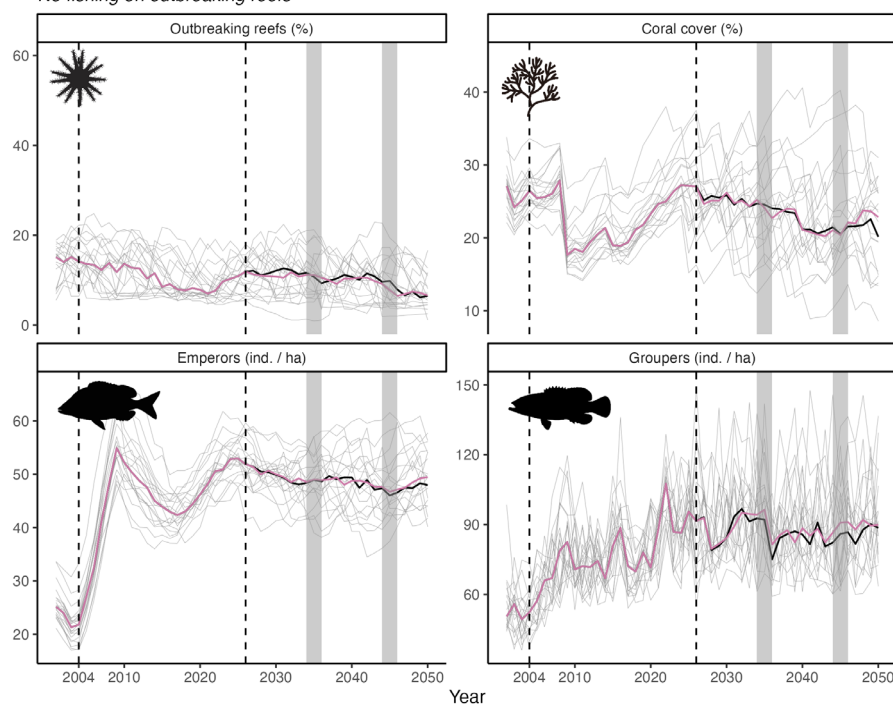 No fishing on outbreaking reefs
Outbreaking reefs (%)
Coral cover (%)
60
40
20
0
40
30
20
10
Emperors (ind. / ha)
Groupers (ind. / ha)
60
50
40
30
20
150
120
90
60
2004 2010 2020 2030 2040 2050
2004 2010 2020 2030 2040 2050
Year